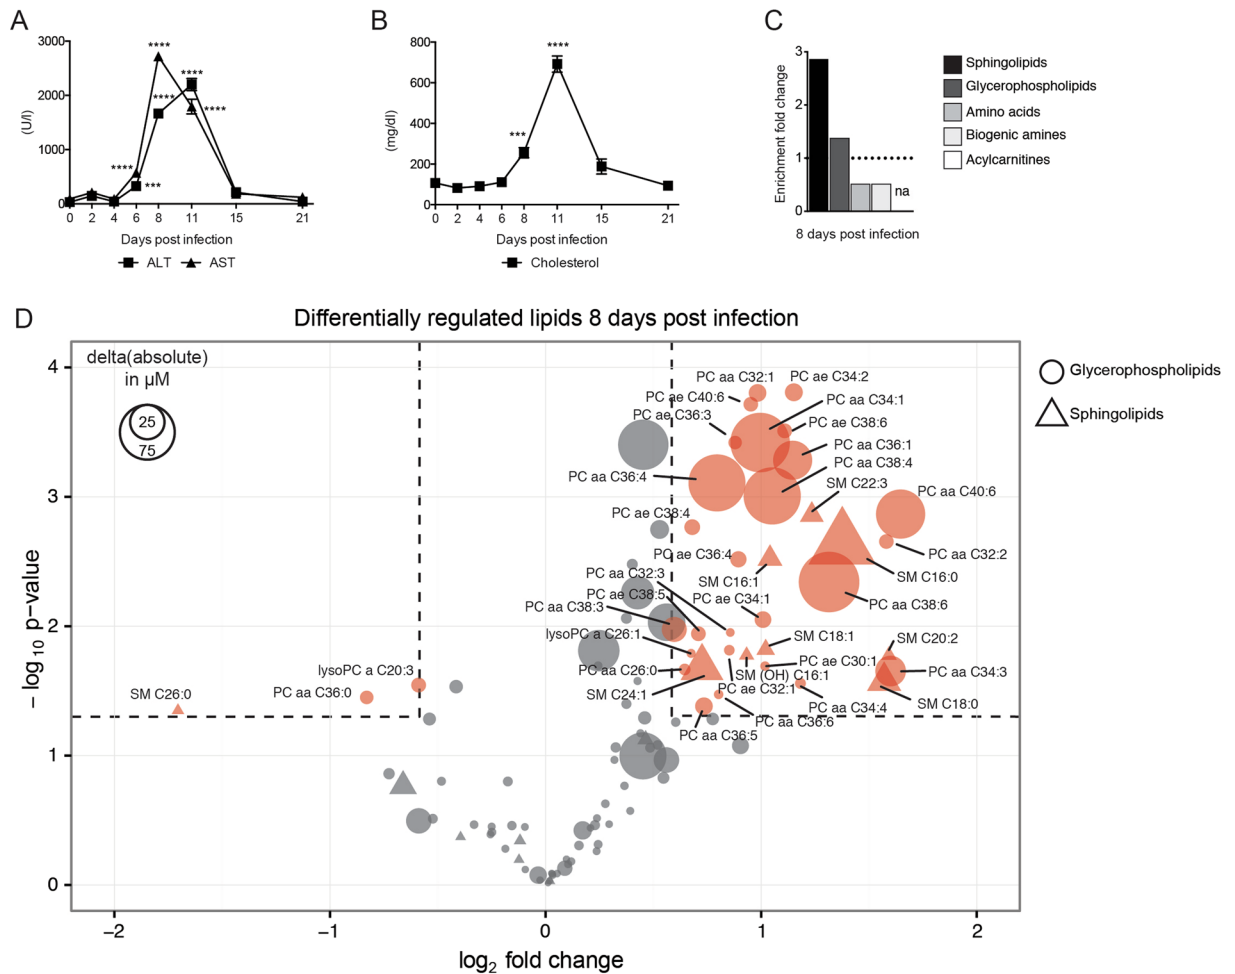 A
3000
2000
1000
0
(U/l)
****
****
****
****
****
***
0 2 4 6 8 11 15 21
Days post infection
ALT AST
B
800
600
400
200
0
(mg/dl)
****
***
0 2 4 6 8 11 15 21
Days post infection
Cholesterol
C
3
2
1
0
Enrichment fold change
na
8 days post infection
Sphingolipids
Glycerophospholipids
Amino acids
Biogenic amines
Acylcarnitines
D
Differentially regulated lipids 8 days post infection
delta(absolute)
in µM
25
75
Glycerophospholipids
Sphingolipids
4
3
2
1
0
−log10 p−value
PC aa C32:1
PC ae C34:2
PC ae C40:6
PC aa C34:1
PC ae C36:3
PC ae C38:6
PC aa C36:1
PC aa C38:4
PC aa C36:4
SM C22:3
PC aa C40:6
PC ae C38:4
PC ae C36:4
PC aa C32:2
PC aa C32:3
SM C16:1
SM C16:0
PC ae C38:5
PC ae C34:1
PC aa C38:6
PC aa C38:3
lysoPC a C26:1
SM C18:1
SM C20:2
PC ae C30:1
PC aa C26:0
SM (OH) C16:1
PC aa C34:3
lysoPC a C20:3
PC aa C36:0
SM C26:0
SM C24:1
PC ae C32:1
PC aa C34:4
SM C18:0
PC aa C36:6
PC aa C36:5
−2 −1 0 1 2
log2 fold change